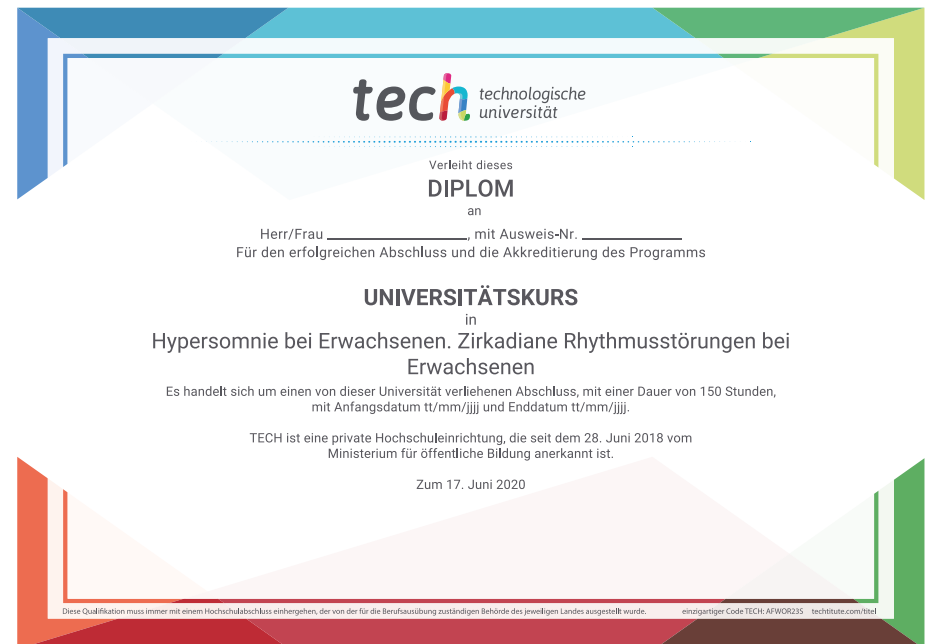 tech technologische
universität
Verleiht dieses
DIPLOM
an
Herr/Frau ____________________, mit Ausweis-Nr. ______________
Für den erfolgreichen Abschluss und die Akkreditierung des Programms
UNIVERSITÄTSKURS
in
Hypersomnie bei Erwachsenen. Zirkadiane Rhythmusstörungen bei
Erwachsenen
Es handelt sich um einen von dieser Universität verliehenen Abschluss, mit einer Dauer von 150 Stunden,
mit Anfangsdatum tt/mm/jjjj und Enddatum tt/mm/jjjj.
TECH ist eine private Hochschuleinrichtung, die seit dem 28. Juni 2018 vom
Ministerium für öffentliche Bildung anerkannt ist.
Zum 17. Juni 2020
Diese Qualifikation muss immer mit einem Hochschulabschluss einhergehen, der von der für die Berufsausübung zuständigen Behörde des jeweiligen Landes ausgestellt wurde. einzigartiger Code TECH: AFWOR23S techtitute.com/titel